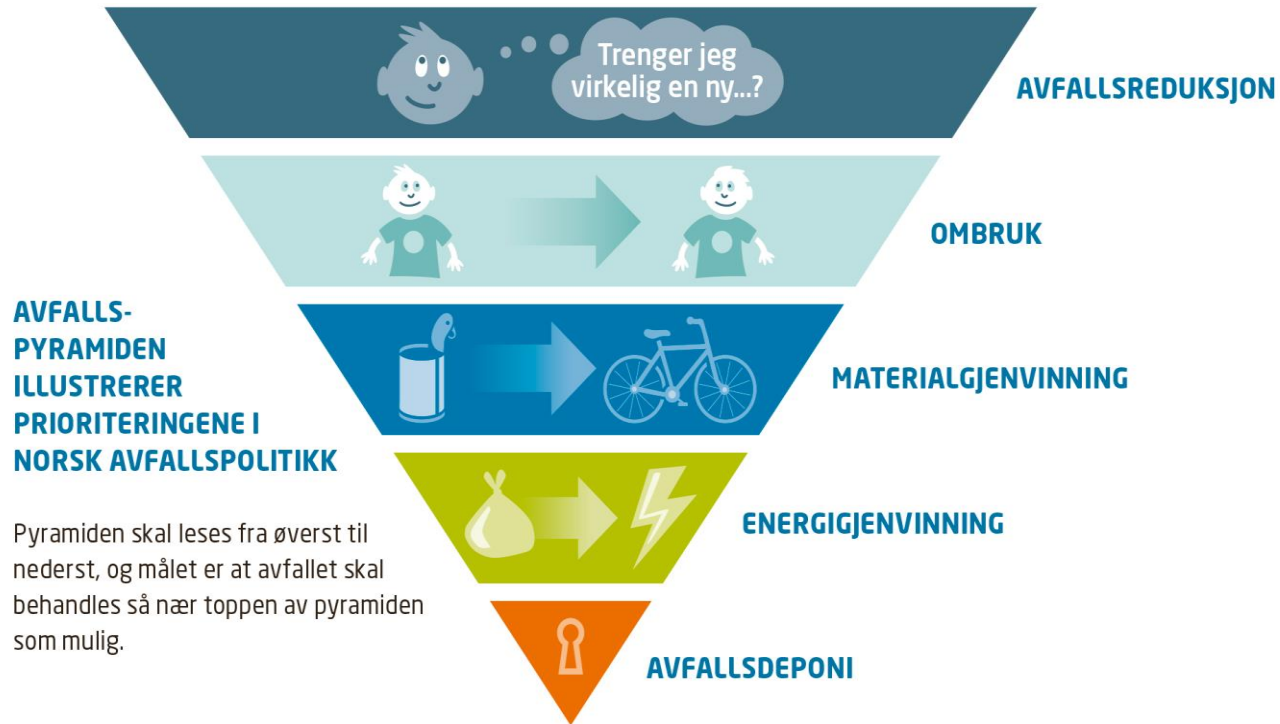 Trenger jeg
virkelig en ny...?
AVFALLSREDUKSJON
OMBRUK
AVFALLS-
PYRAMIDEN
ILLUSTRERER
PRIORITERINGENE I
NORSK AVFALLSPOLITIKK
MATERIALGJENVINNING
Pyramiden skal leses fra øverst til
nederst, og målet er at avfallet skal
behandles så nær toppen av pyramiden
som mulig.
ENERGIGJENVINNING
AVFALLSDEPONI